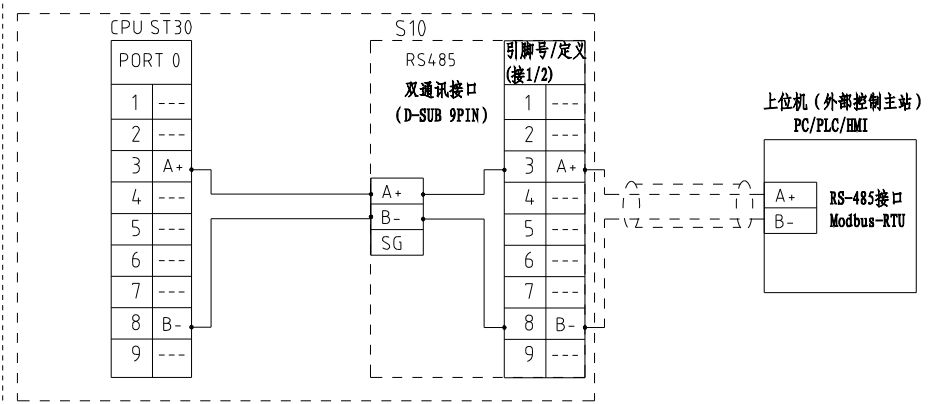 CPU ST30
PORT 0
1 ---
2 ---
3 A+
4 ---
5 ---
6 ---
7 ---
8 B-
9 ---
S10
RS485
双通讯接口
(D-SUB 9PIN)
A+
B-
SG
引脚号/定义
(接1/2)
1 ---
2 ---
3 A+
4 ---
5 ---
6 ---
7 ---
8 B-
9 ---
上位机(外部控制主站)
PC/PLC/HMI
A+
B-
RS-485接口
Modbus-RTU